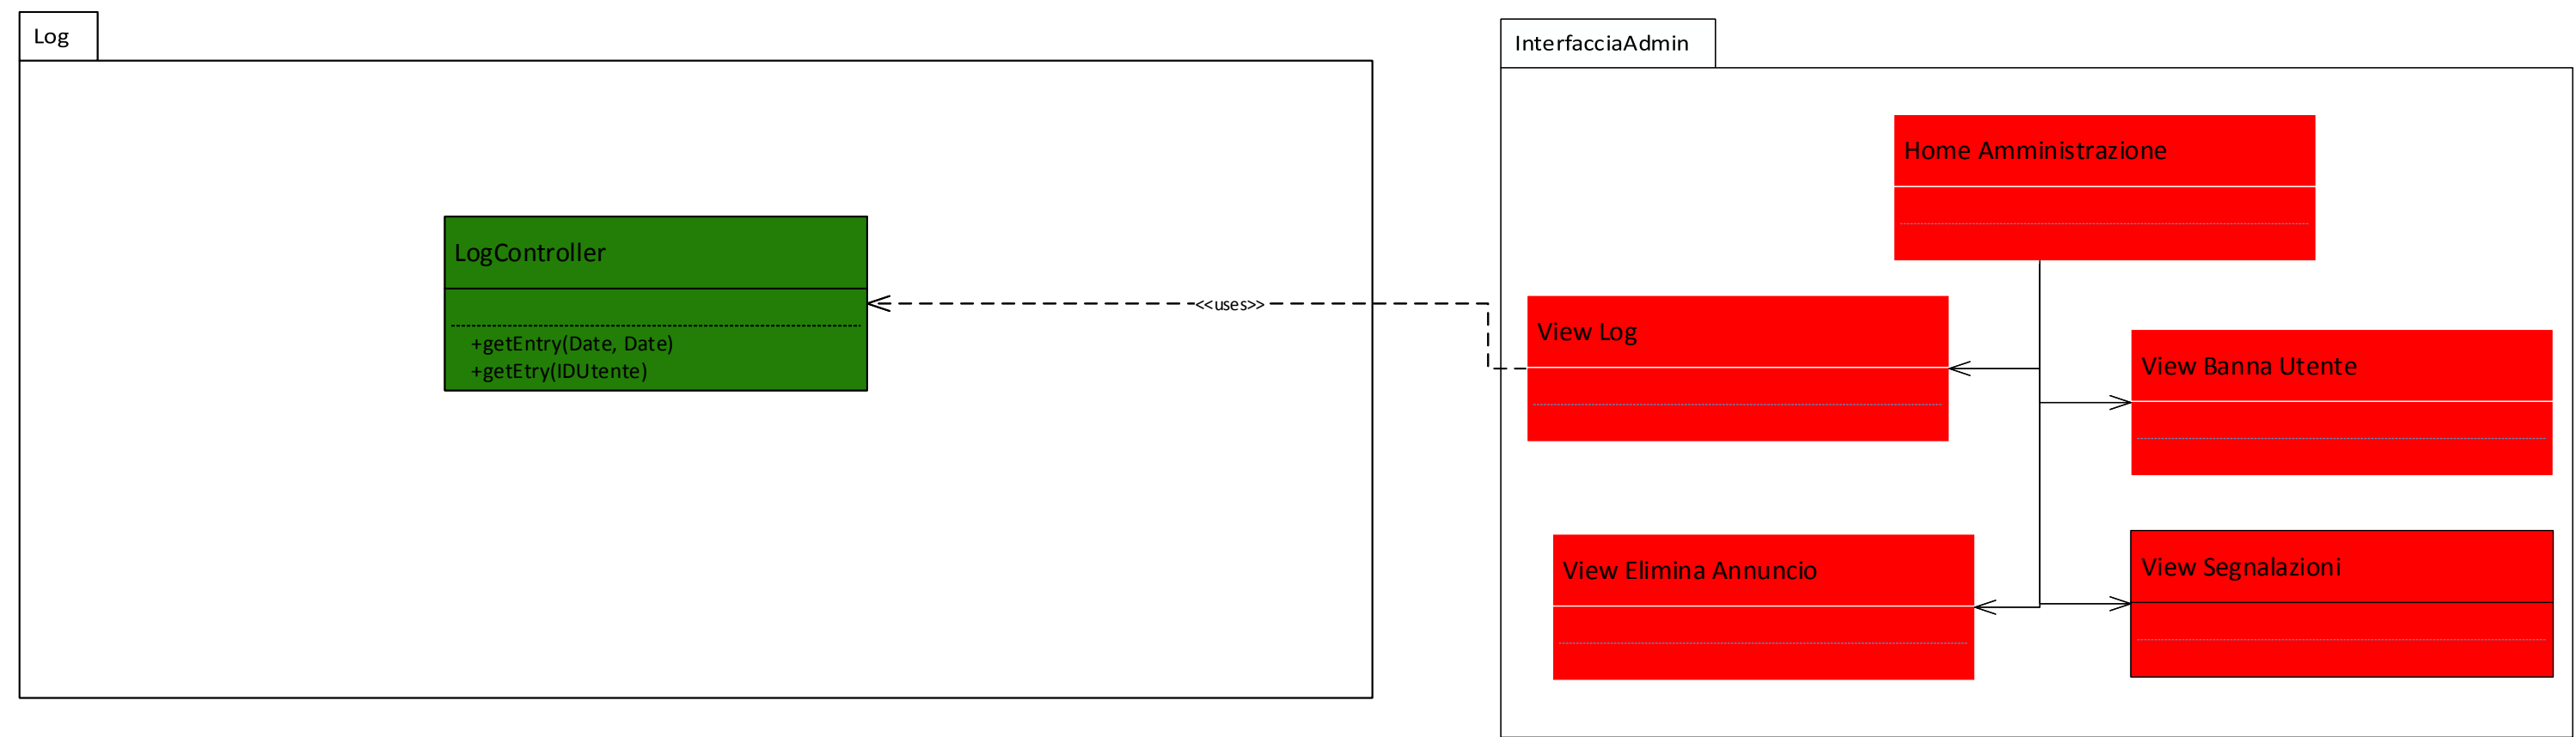 Log
LogController
+getEntry(Date, Date)
+getEtry(IDUtente)
<<uses>>
InterfacciaAdmin
Home Amministrazione
View Log
View Banna Utente
View Elimina Annuncio
View Segnalazioni